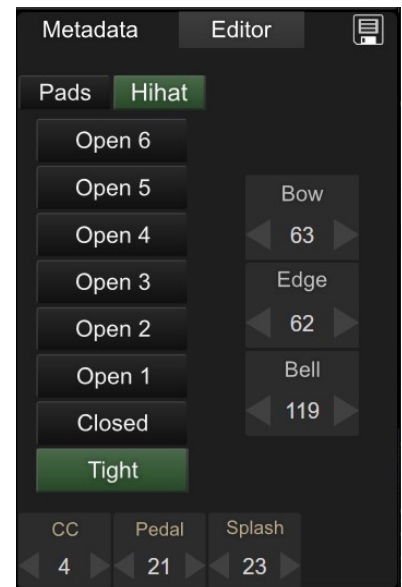 Metadata Editor
Pads Hihat
Open 6
Open 5
Open 4
Open 3
Open 2
Open 1
Closed
Tight
Bow
63
Edge
62
Bell
119
CC Pedal Splash
4 21 23